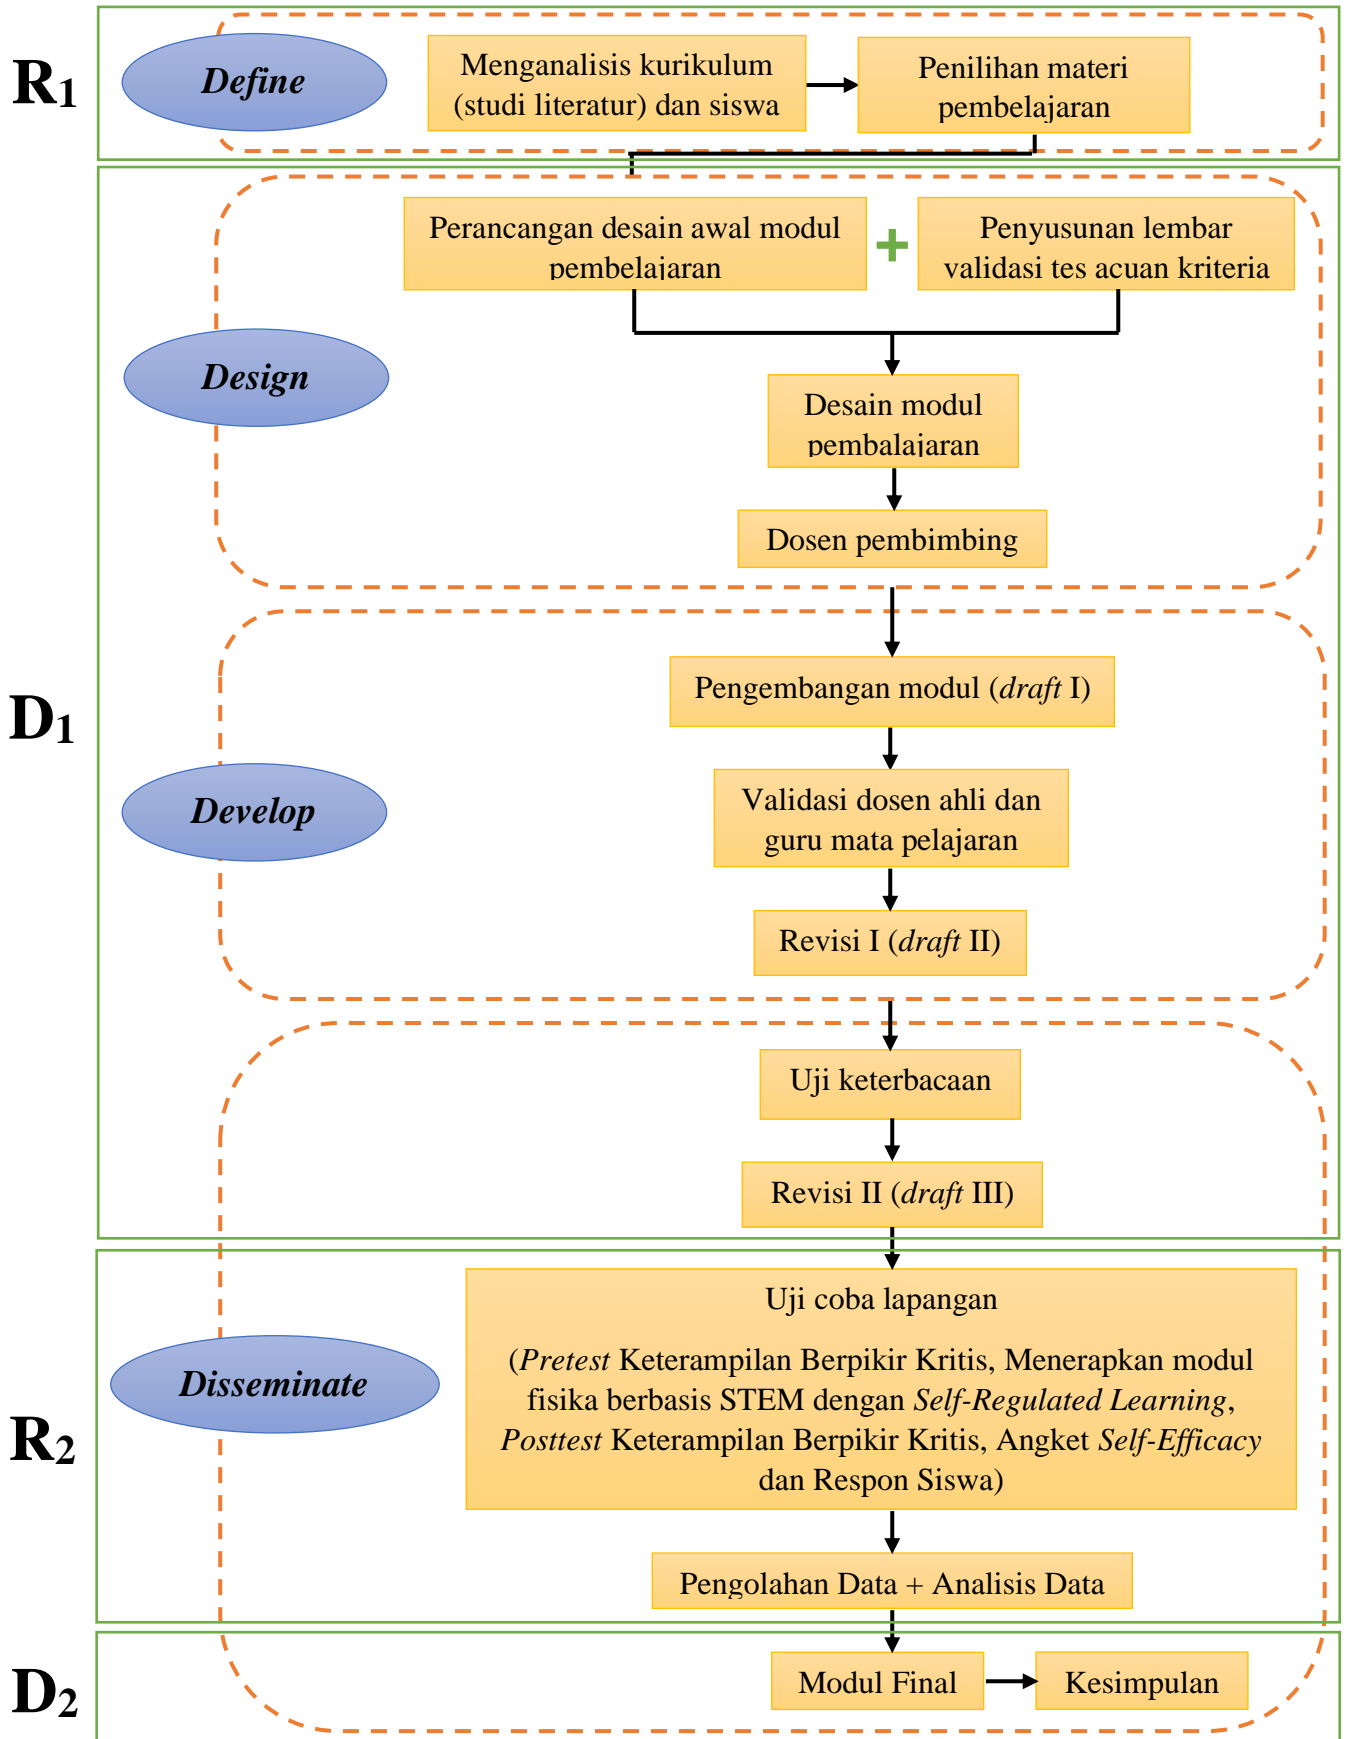 R1
Define
Menganalisis kurikulum
(studi literatur) dan siswa
Penilihan materi
pembelajaran
Perancangan desain awal modul
pembelajaran
+
Penyusunan lembar
validasi tes acuan kriteria
Design
Desain modul
pembalajaran
Dosen pembimbing
D1
Pengembangan modul (draft I)
Develop
Validasi dosen ahli dan
guru mata pelajaran
Revisi I (draft II)
Uji keterbacaan
Revisi II (draft III)
R2
Disseminate
Uji coba lapangan
(Pretest Keterampilan Berpikir Kritis, Menerapkan modul
fisika berbasis STEM dengan Self-Regulated Learning,
Posttest Keterampilan Berpikir Kritis, Angket Self-Efficacy
dan Respon Siswa)
Pengolahan Data + Analisis Data
D2
Modul Final
Kesimpulan